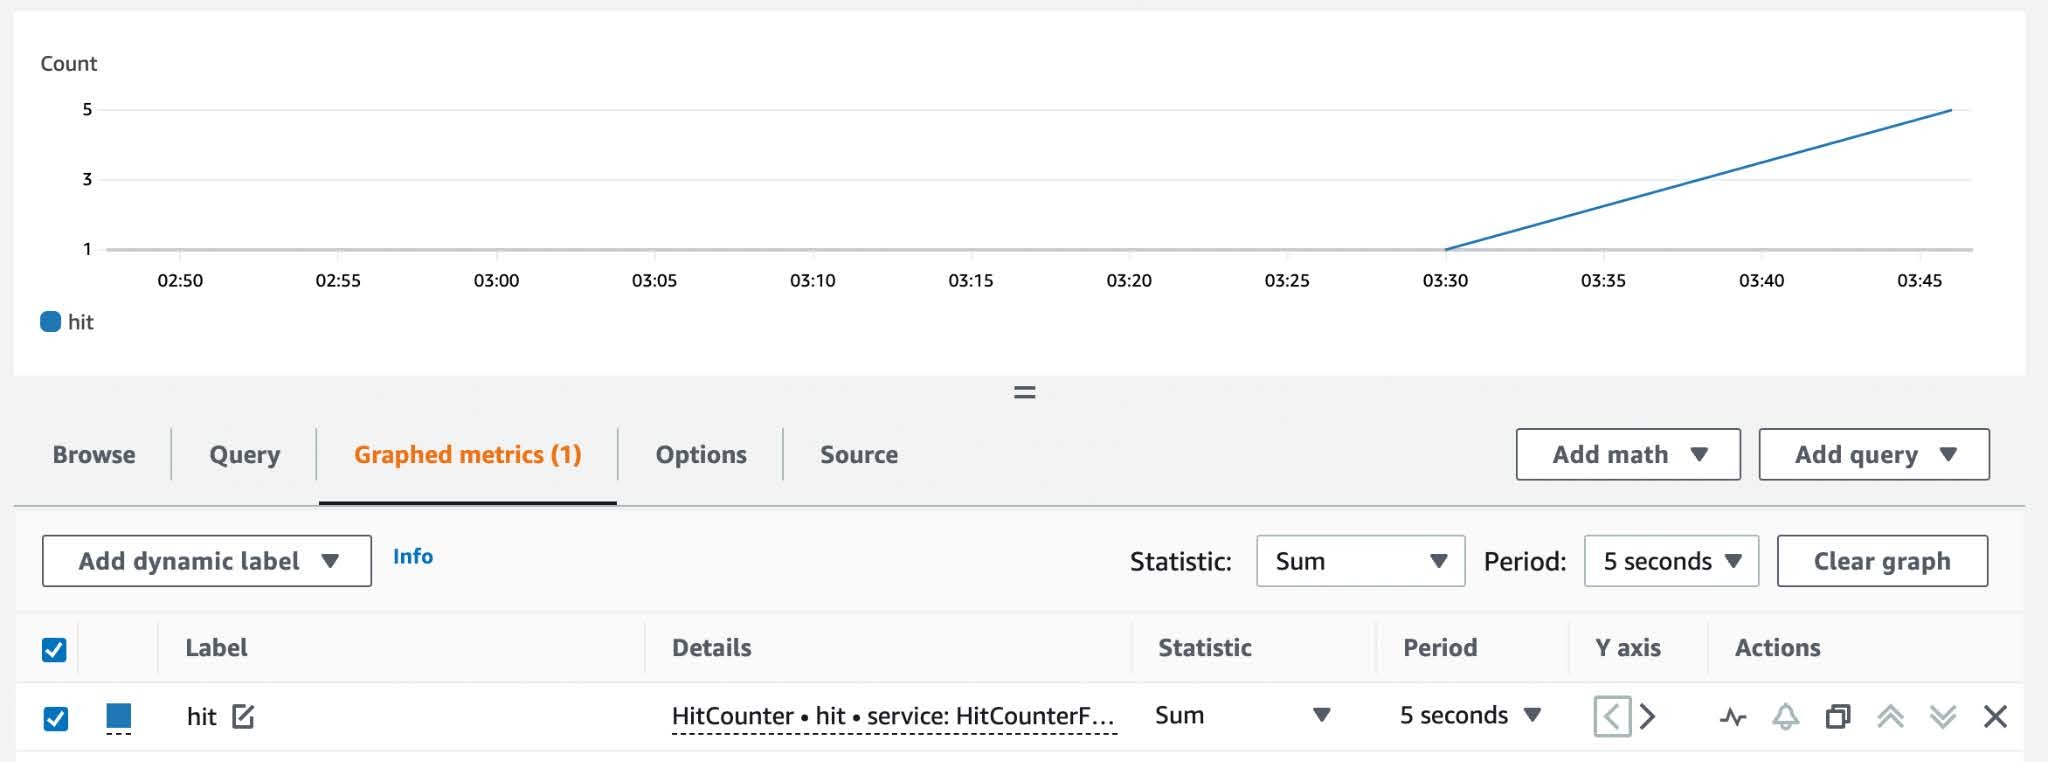 Count
5
3
1
02:50 02:55 03:00 03:05 03:10 03:15 03:20 03:25 03:30 03:35 03:40 03:45
hit
Browse Query Graphed metrics (1) Options Source Add math Add query
Add dynamic label Info Statistic: Sum Period: 5 seconds Clear graph
Label Details Statistic Period Y axis Actions
hit HitCounter • hit • service: HitCounterF... Sum 5 seconds